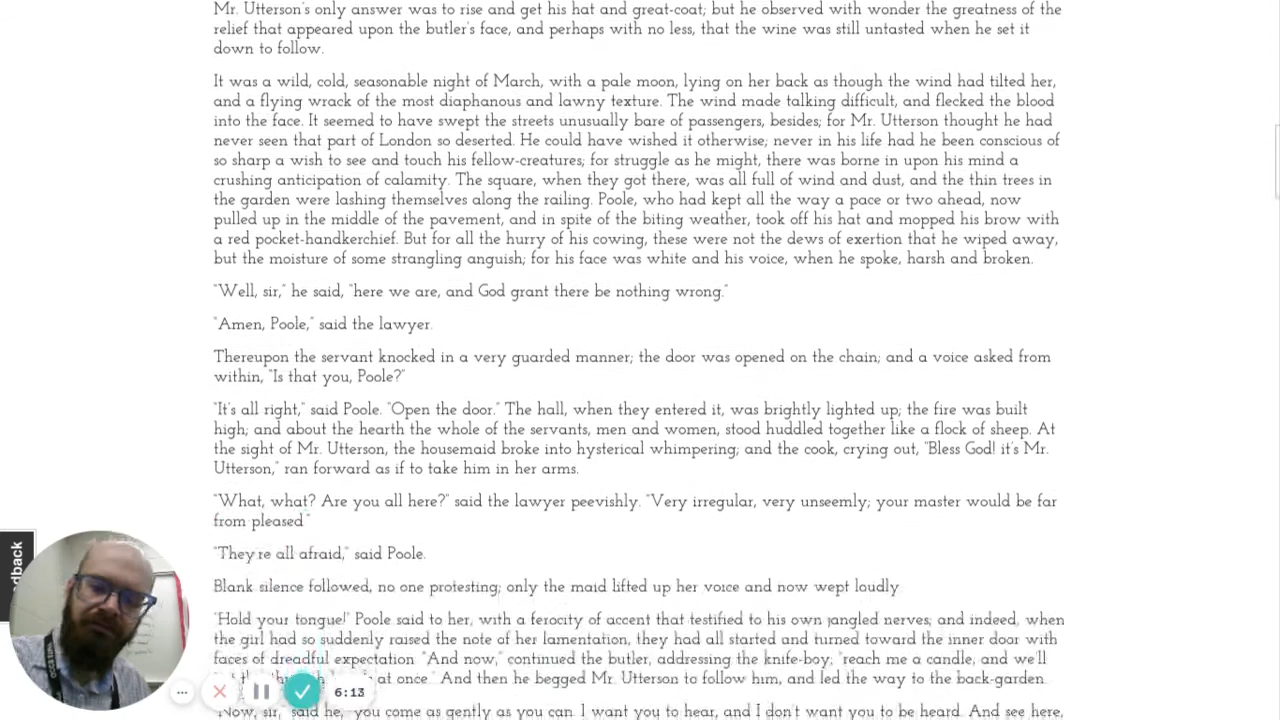 Mr. Utterson's only answer was to rise and get his hat and great-coat; but he observed with wonder the greatness of the
relief that appeared upon the butler's face, and perhaps with no less, that the wine was still untasted when he set it
down to follow.
It was a wild, cold, seasonable night of March, with a pale moon, lying on her back as though the wind had tilted her,
and a flying wrack of the most diaphanous and lawny texture. The wind made talking difficult, and flecked the blood
into the face. It seemed to have swept the streets unusually bare of passengers, besides; for Mr. Utterson thought he had
never seen that part of London so deserted. He could have wished it otherwise; never in his life had he been conscious of
so sharp a wish to see and touch his fellow-creatures; for struggle as he might, there was borne in upon his mind a
crushing anticipation of calamity. The square, when they got there, was all full of wind and dust, and the thin trees in
the garden were lashing themselves along the railing. Poole, who had kept all the way a pace or two ahead, now
pulled up in the middle of the pavement, and in spite of the biting weather, took off his hat and mopped his brow with
a red pocket-handkerchief. But for all the hurry of his cowing, these were not the dews of exertion that he wiped away,
but the moisture of some strangling anguish; for his face was white and his voice, when he spoke, harsh and broken.
"Well, sir," he said, "here we are, and God grant there be nothing wrong."
"Amen, Poole," said the lawyer.
Thereupon the servant knocked in a very guarded manner; the door was opened on the chain; and a voice asked from
within, "Is that you, Poole?"
"It's all right," said Poole. "Open the door." The hall, when they entered it, was brightly lighted up; the fire was built
high; and about the hearth the whole of the servants, men and women, stood huddled together like a flock of sheep. At
the sight of Mr. Utterson, the housemaid broke into hysterical whimpering; and the cook, crying out, "Bless God! it's Mr.
Utterson," ran forward as if to take him in her arms.
"What, what? Are you all here?" said the lawyer peevishly. "Very irregular, very unseemly; your master would be far
from pleased."
"They're all afraid," said Poole.
Blank silence followed, no one protesting; only the maid lifted up her voice and now wept loudly
"Hold your tongue!" Poole said to her, with a ferocity of accent that testified to his own jangled nerves; and indeed, when
the girl had so suddenly raised the note of her lamentation, they had all started and turned toward the inner door with
faces of dreadful expectation. "And now," continued the butler, addressing the knife-boy, "reach me a candle, and we'll
at once." And then he begged Mr. Utterson to follow him, and led the way to the back-garden.
"Now, sir," said he, "you come as gently as you can. I want you to hear, and I don't want you to be heard. And see here,
dback
6:13